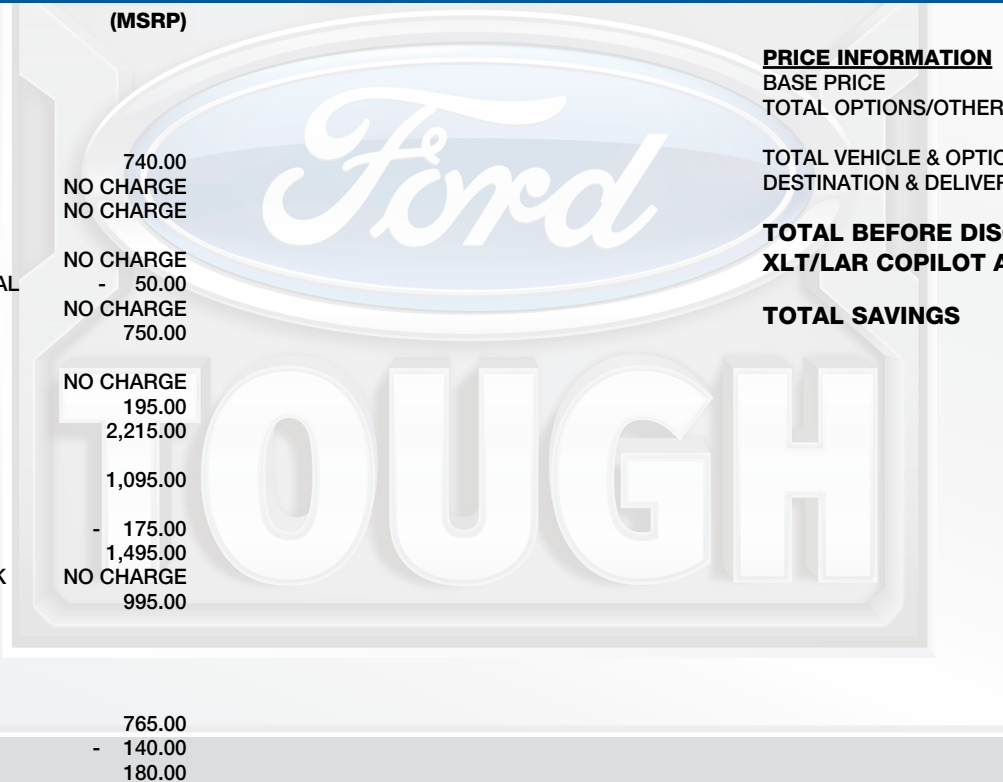 (MSRP)
740.00
NO CHARGE
NO CHARGE
NO CHARGE
AL - 50.00
NO CHARGE
750.00
NO CHARGE
195.00
2,215.00
1,095.00
- 175.00
1,495.00
K NO CHARGE
995.00
765.00
- 140.00
180.00
PRICE INFORMATION
BASE PRICE
TOTAL OPTIONS/OTHER
TOTAL VEHICLE & OPTIO
DESTINATION & DELIVER
TOTAL BEFORE DISC
XLT/LAR COPILOT A
TOTAL SAVINGS
Ford
TOUGH